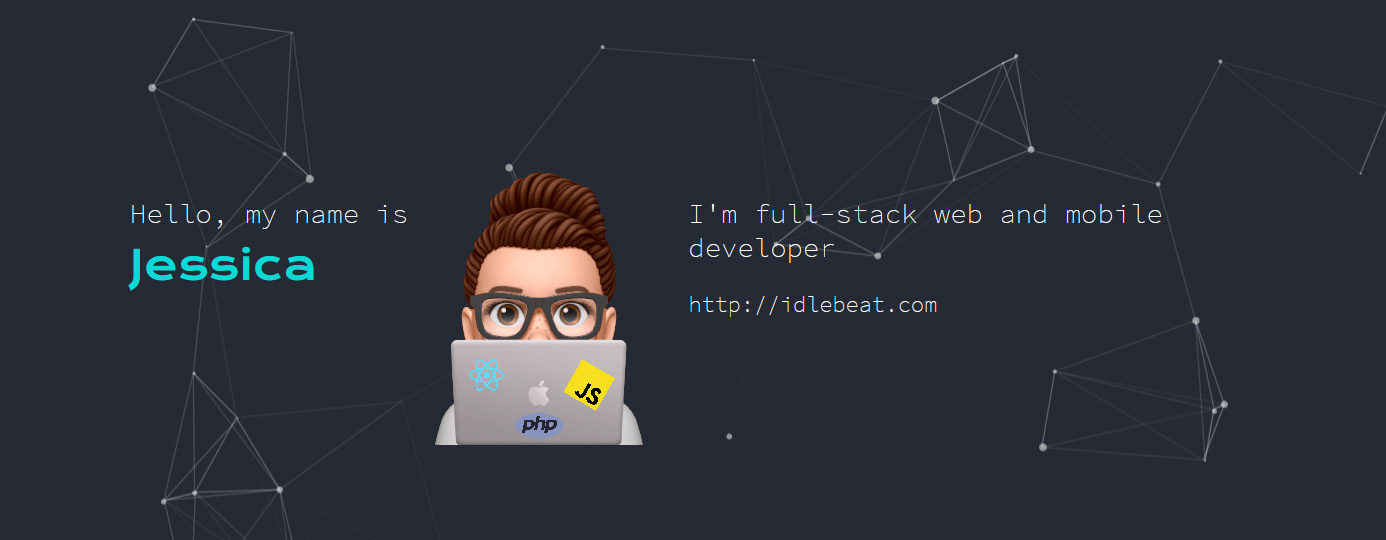 Hello, my name is
Jessica
I'm full-stack web and mobile
developer
http://idlebeat.com
JS
php